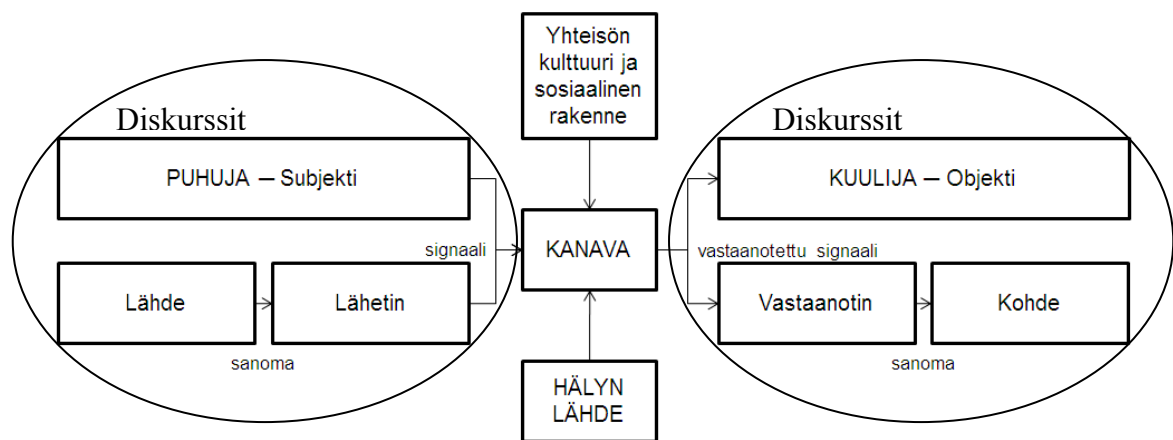 Yhteisön
kulttuuri ja
sosiaalinen
rakenne
Diskurssit
PUHUJA — Subjekti
signaali
Lähde
Lähetin
sanoma
KANAVA
HÄLYN
LÄHDE
Diskurssit
KUULIJA — Objekti
vastaanotettu signaali
Vastaanotin
Kohde
sanoma